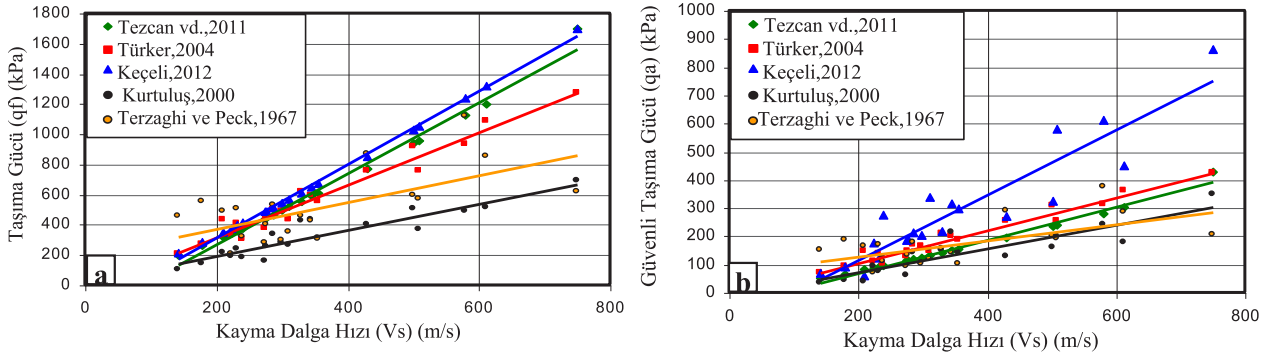 1800
1600
1400
1200
1000
800
600
400
200
0
0
200
400
600
800
Taşıma Gücü (qf) (kPa)
Kayma Dalga Hızı (Vs) (m/s)
Tezcan vd.,2011
Türker,2004
Keçeli,2012
Kurtuluş,2000
Terzaghi ve Peck,1967
a
1000
900
800
700
600
500
400
300
200
100
0
0
200
400
600
800
Güvenli Taşıma Gücü (qa) (kPa)
Kayma Dalga Hızı (Vs) (m/s)
Tezcan vd.,2011
Türker,2004
Keçeli,2012
Kurtuluş,2000
Terzaghi ve Peck,1967
b